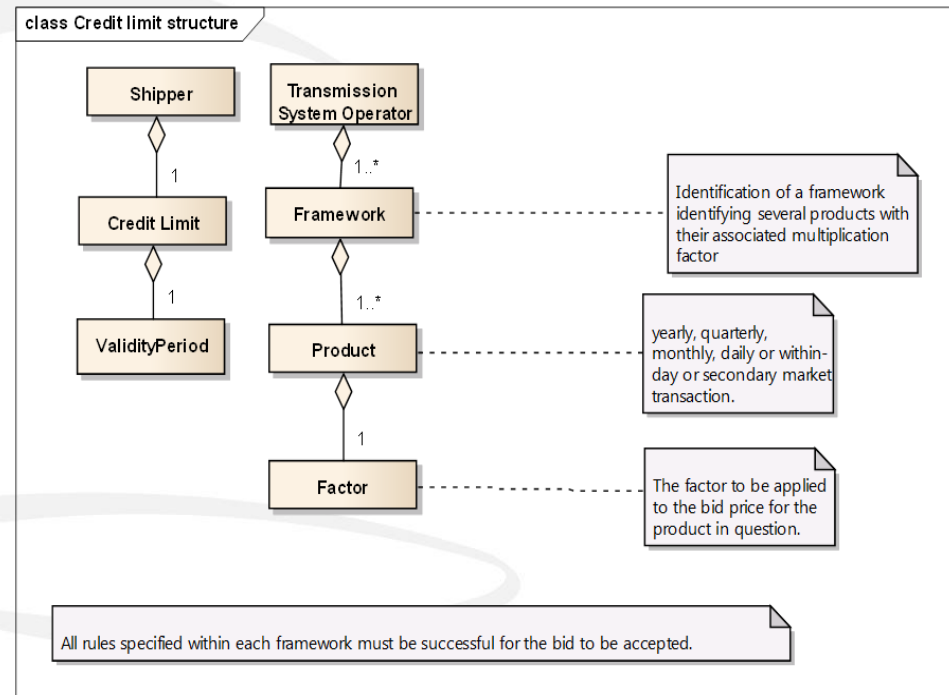 class Credit limit structure
Shipper
1
Credit Limit
1
ValidityPeriod
Transmission
System Operator
1..*
Framework
1..*
Product
1
Factor
Identification of a framework
identifying several products with
their associated multiplication
factor
yearly, quarterly,
monthly, daily or within-
day or secondary market
transaction.
The factor to be applied
to the bid price for the
product in question.
All rules specified within each framework must be successful for the bid to be accepted.